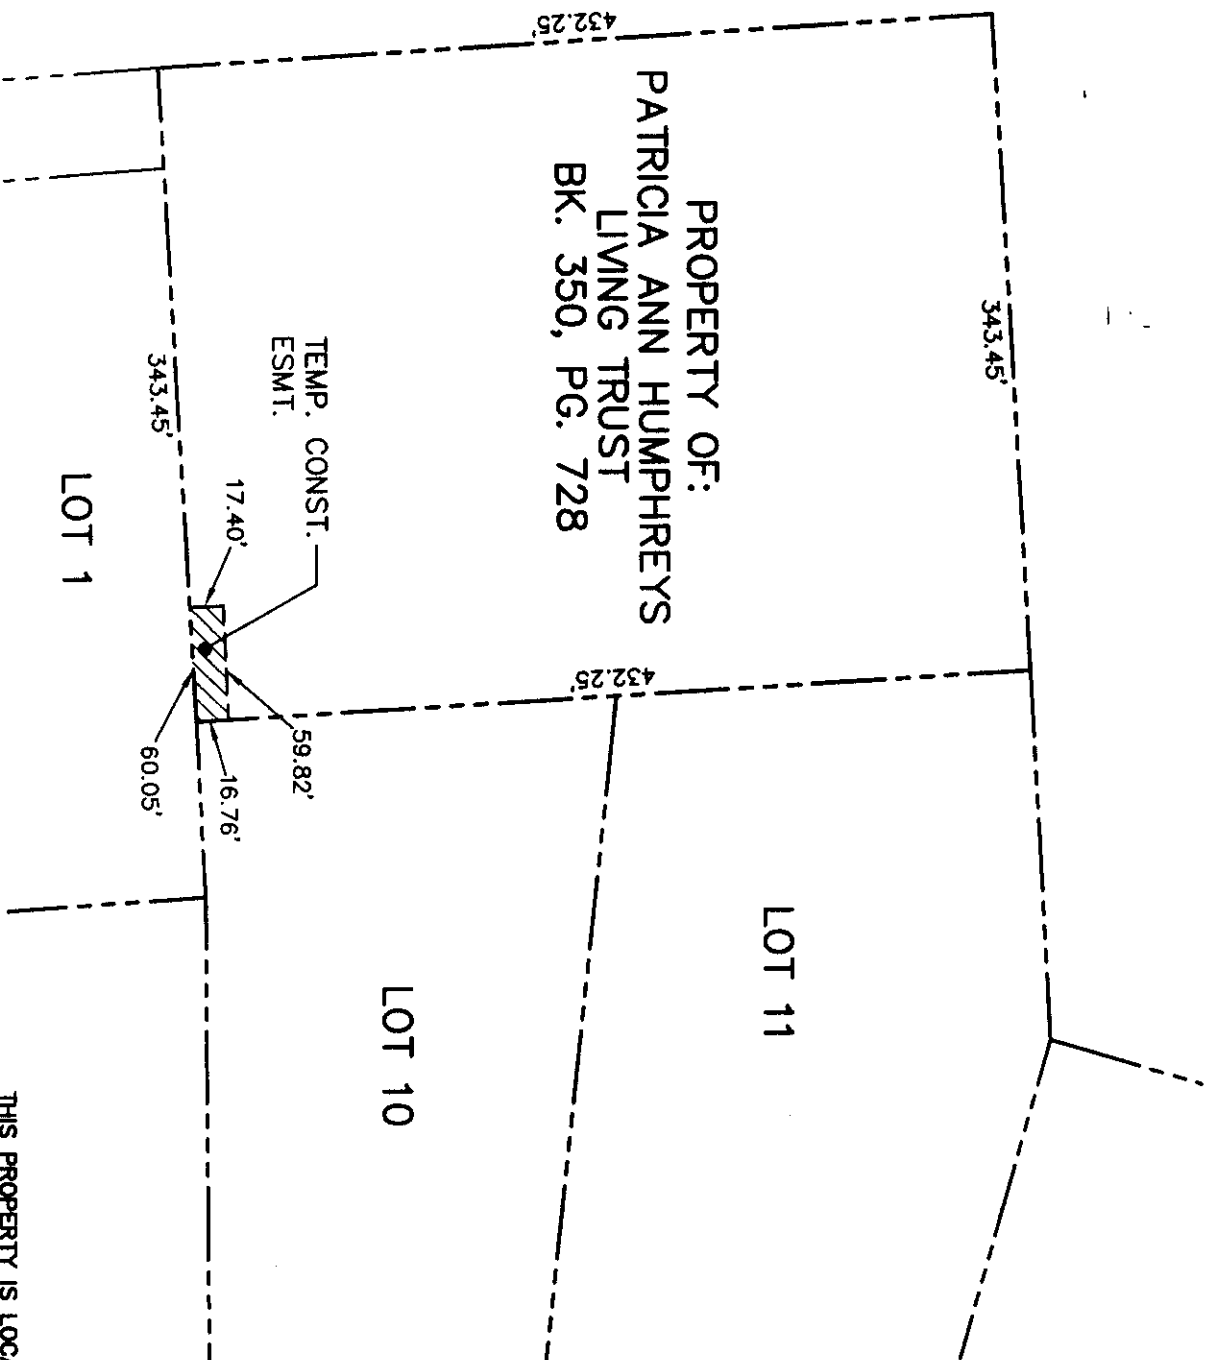 432.25'
PROPERTY OF:
PATRICIA ANN HUMPHREYS
LIVING TRUST
BK. 350, PG. 728
343.45'
432.25'
TEMP. CONST.
ESMT.
343.45'
17.40'
59.82'
16.76'
60.05'
LOT 1
LOT 11
LOT 10
THIS PROPERTY IS